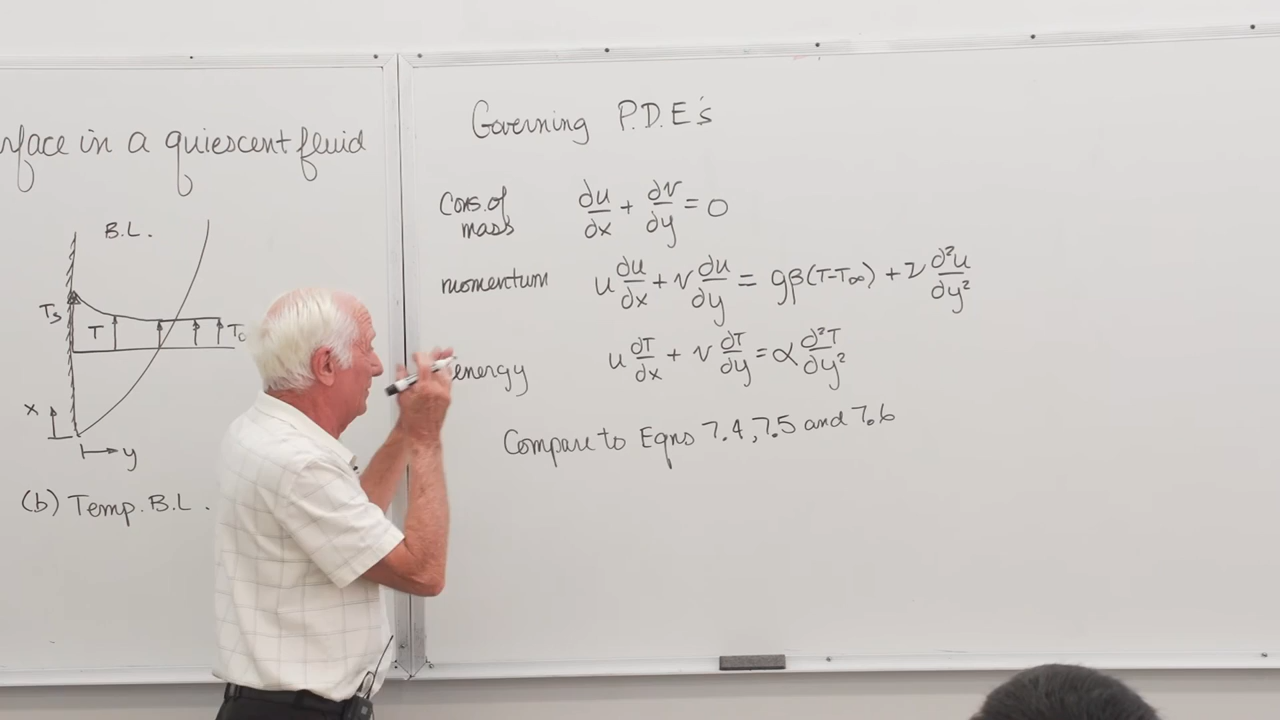 rface in a quiescent fluid
B.L.
Ts
T
T
x
y
(b) Temp. B.L.
Governing P.D.E's
Cons. of mass ∂u/∂x + ∂v/∂y = 0
momentum u ∂u/∂x + v ∂u/∂y = gβ(T-T∞) + ν ∂²u/∂y²
energy u ∂T/∂x + v ∂T/∂y = α ∂²T/∂y²
Compare to Eqns 7.4, 7.5 and 7.6